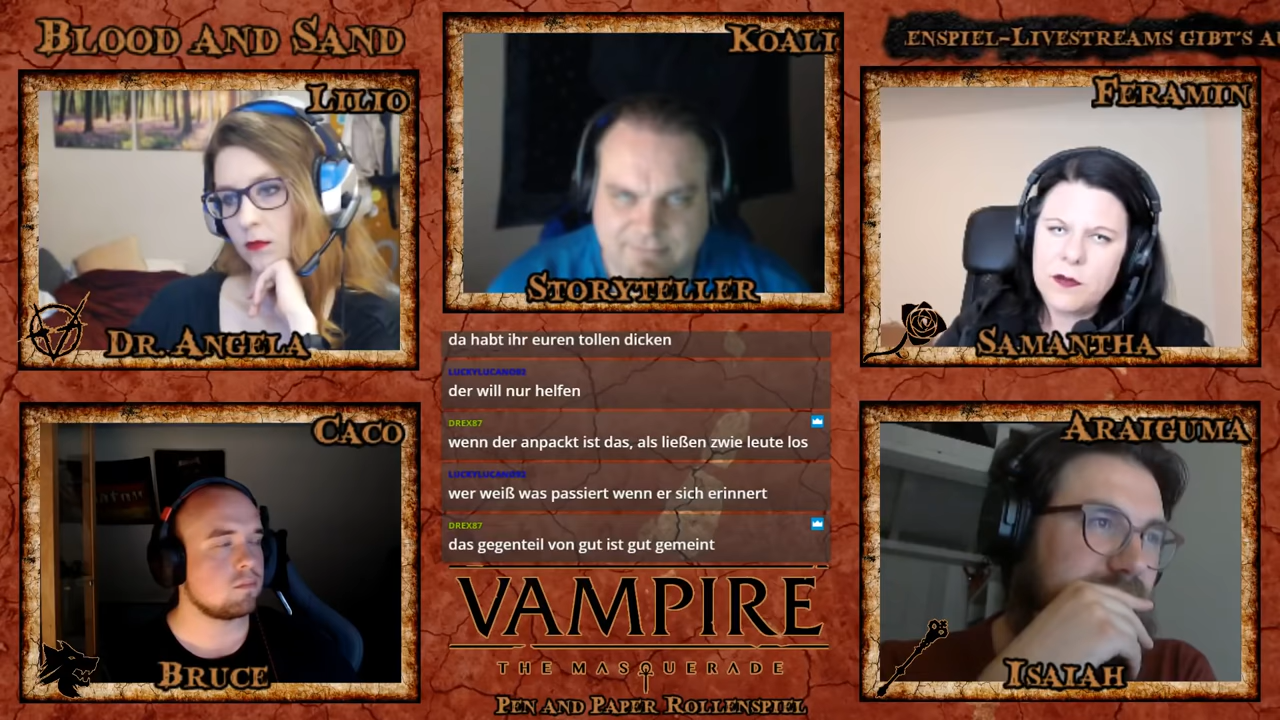 Blood and Sand
Koali
enspiel-Livestreams gibt's au
Lilio
Feramin
Storyteller
Dr. Angela
Samantha
da habt ihr euren tollen dicken
LUCKYLUCANO93
der will nur helfen
DREX87
wenn der anpackt ist das, als ließen zwie leute los
LUCKYLUCANO93
wer weiß was passiert wenn er sich erinnert
DREX87
das gegenteil von gut ist gut gemeint
Caco
Araiguma
Bruce
Isaiah
VAMPIRE
THE MASQUERADE
Pen and Paper Rollenspiel